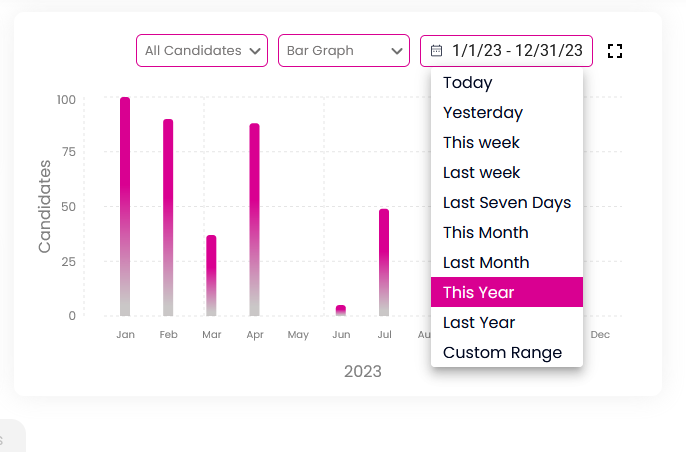 All Candidates
Bar Graph
1/1/23 - 12/31/23
Today
Yesterday
This week
Last week
Last Seven Days
This Month
Last Month
This Year
Last Year
Custom Range
Candidates
100
75
50
25
0
Jan Feb Mar Apr May Jun Jul Au Dec
2023
s